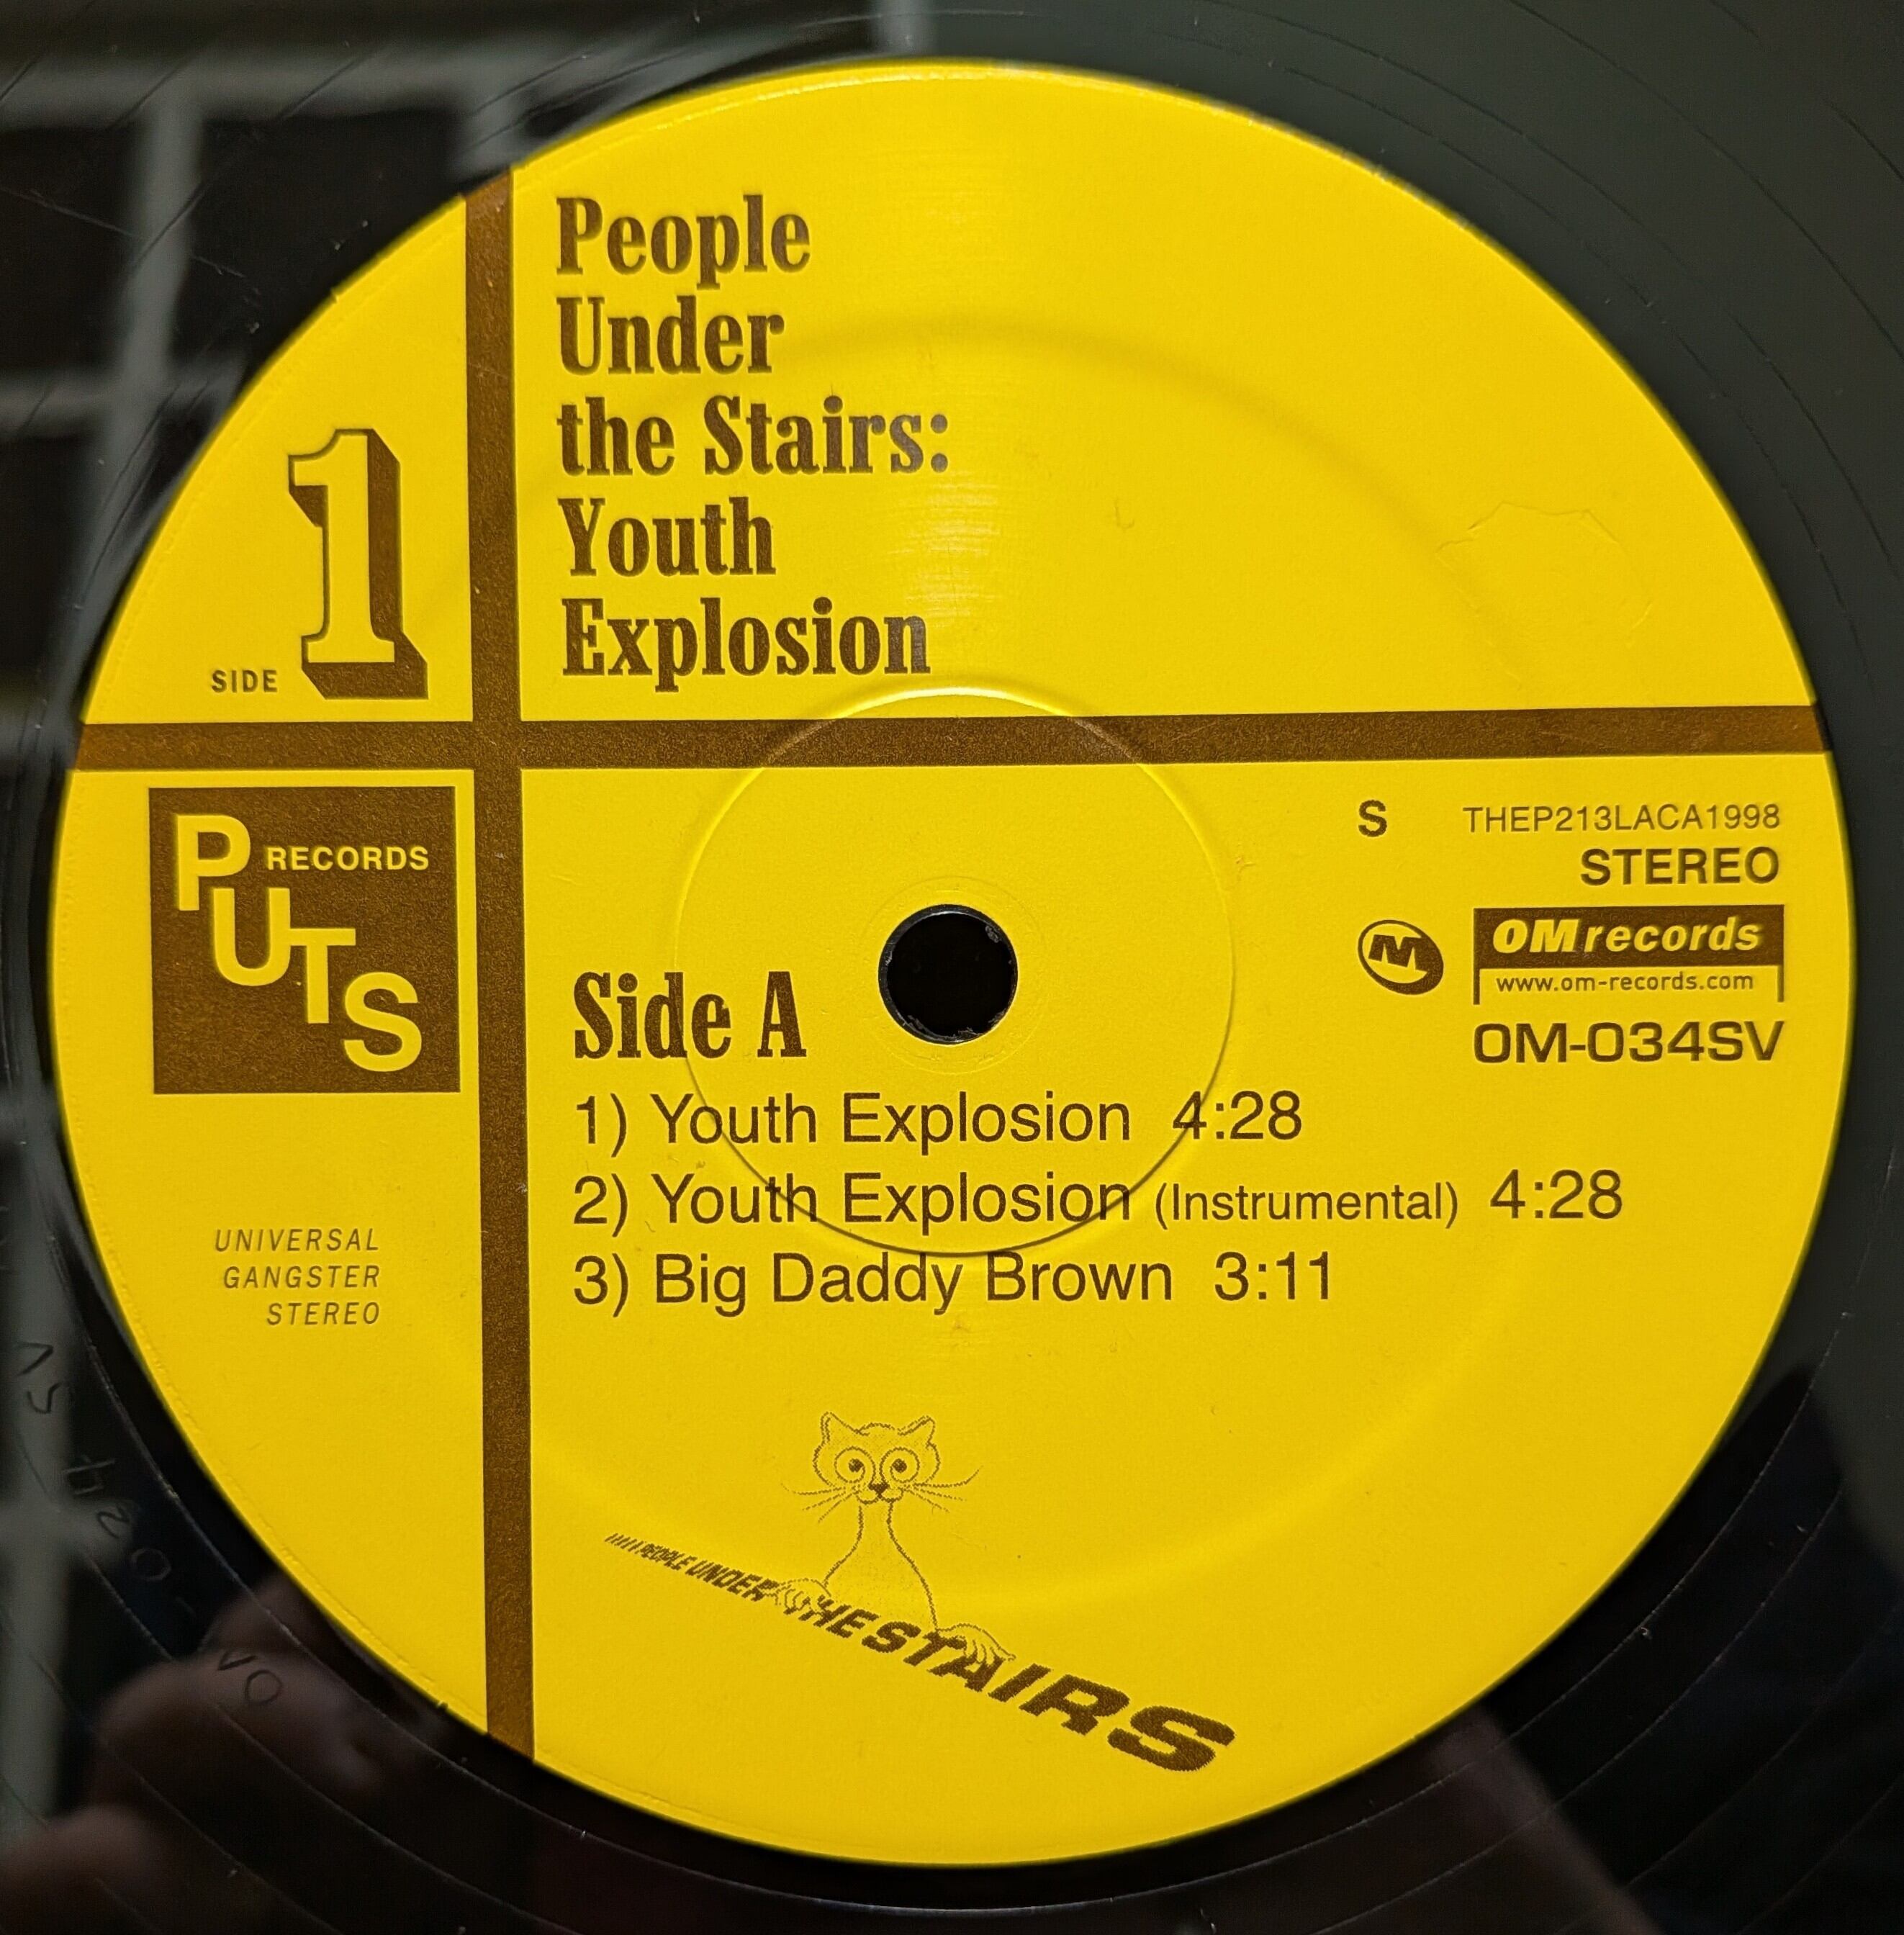 People
Under
the Stairs:
Youth
Explosion
SIDE 1
PUTS RECORDS
UNIVERSAL
GANGSTER
STEREO
S THEP213LACA1998
STEREO
OMrecords
www.om-records.com
OM-034SV
Side A
1) Youth Explosion 4:28
2) Youth Explosion (Instrumental) 4:28
3) Big Daddy Brown 3:11
PEOPLE UNDER THE STAIRS